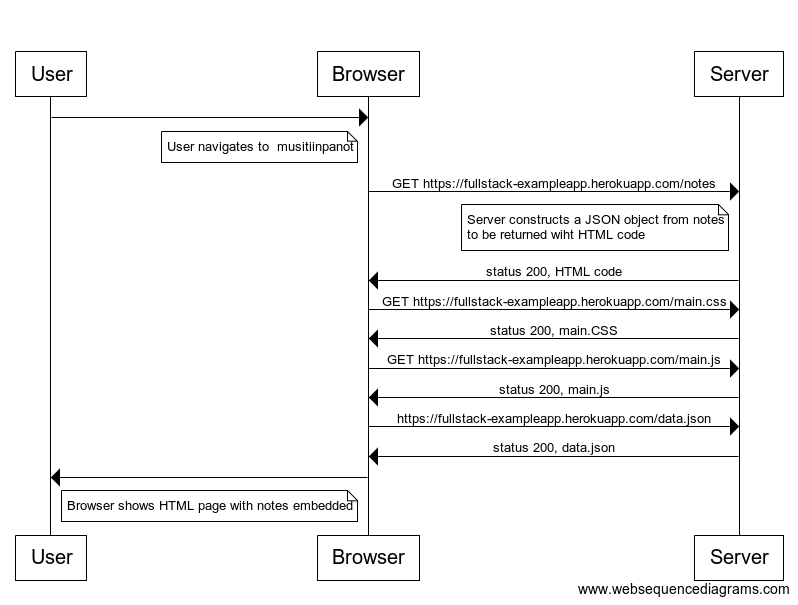 User
Browser
Server
User navigates to  musitiinpanot
GET https://fullstack-exampleapp.herokuapp.com/notes
Server constructs a JSON object from notes
to be returned wiht HTML code
status 200, HTML code
GET https://fullstack-exampleapp.herokuapp.com/main.css
status 200, main.CSS
GET https://fullstack-exampleapp.herokuapp.com/main.js
status 200, main.js
https://fullstack-exampleapp.herokuapp.com/data.json
status 200, data.json
Browser shows HTML page with notes embedded
User
Browser
Server
www.websequencediagrams.com